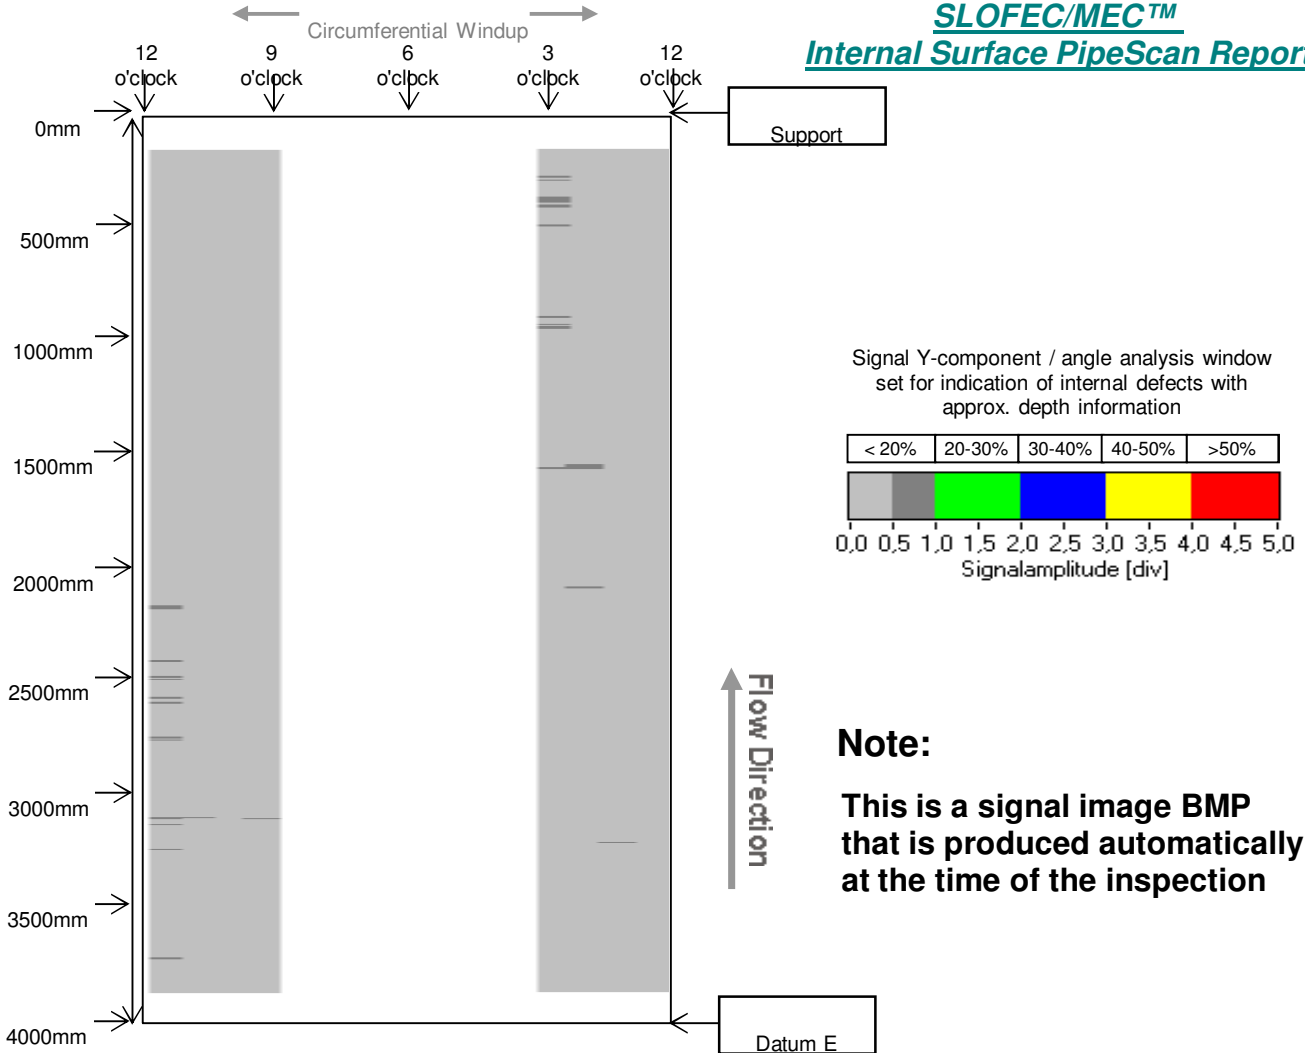 SLOFEC/MEC™
Internal Surface PipeScan Report
Circumferential Windup
12 o'clock
9 o'clock
6 o'clock
3 o'clock
12 o'clock
Support
0mm
500mm
1000mm
1500mm
2000mm
2500mm
3000mm
3500mm
4000mm
Signal Y-component / angle analysis window
set for indication of internal defects with
approx. depth information
< 20% 20-30% 30-40% 40-50% >50%
0,0 0,5 1,0 1,5 2,0 2,5 3,0 3,5 4,0 4,5 5,0
Signalamplitude [div]
Flow Direction
Note:
This is a signal image BMP
that is produced automatically
at the time of the inspection
Datum E